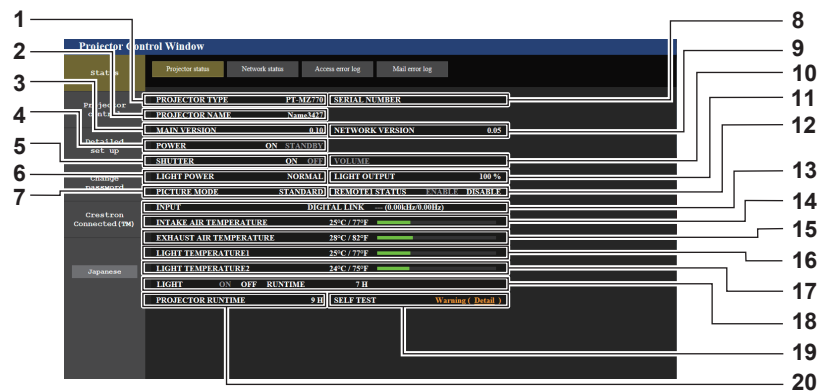 Projector Control Window
Status
Projector status Network status Access error log Mail error log
Projector control
Detailed set up
Change password
Crestron Connected(TM)
Japanese
PROJECTOR TYPE PT-MZ770 SERIAL NUMBER
PROJECTOR NAME Name3427
MAIN VERSION 0.10 NETWORK VERSION 0.05
POWER ON STANDBY
SHUTTER ON OFF VOLUME
LIGHT POWER NORMAL LIGHT OUTPUT 100 %
PICTURE MODE STANDARD REMOTE1 STATUS ENABLE DISABLE
INPUT DIGITAL LINK --- (0.00kHz/0.00Hz)
INTAKE AIR TEMPERATURE 25°C / 77°F
EXHAUST AIR TEMPERATURE 28°C / 82°F
LIGHT TEMPERATURE1 25°C / 77°F
LIGHT TEMPERATURE2 24°C / 75°F
LIGHT ON OFF RUNTIME 7 H
PROJECTOR RUNTIME 9 H SELF TEST Warning ( Detail )
1
2
3
4
5
6
7
8
9
10
11
12
13
14
15
16
17
18
19
20